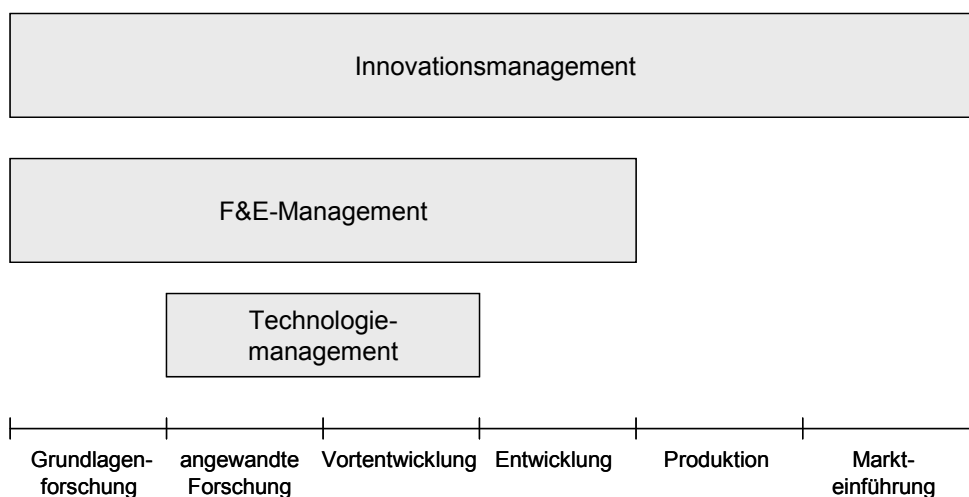 Innovationsmanagement
F&E-Management
Technologie-
management
Grundlagen-
forschung
angewandte
Forschung
Vortentwicklung
Entwicklung
Produktion
Markt-
einführung